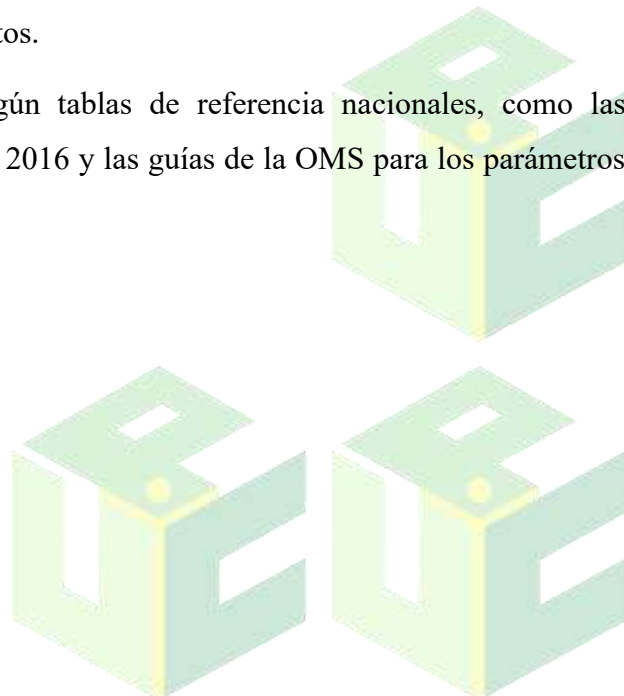 tos.
gún tablas de referencia nacionales, como las
2016 y las guías de la OMS para los parámetros